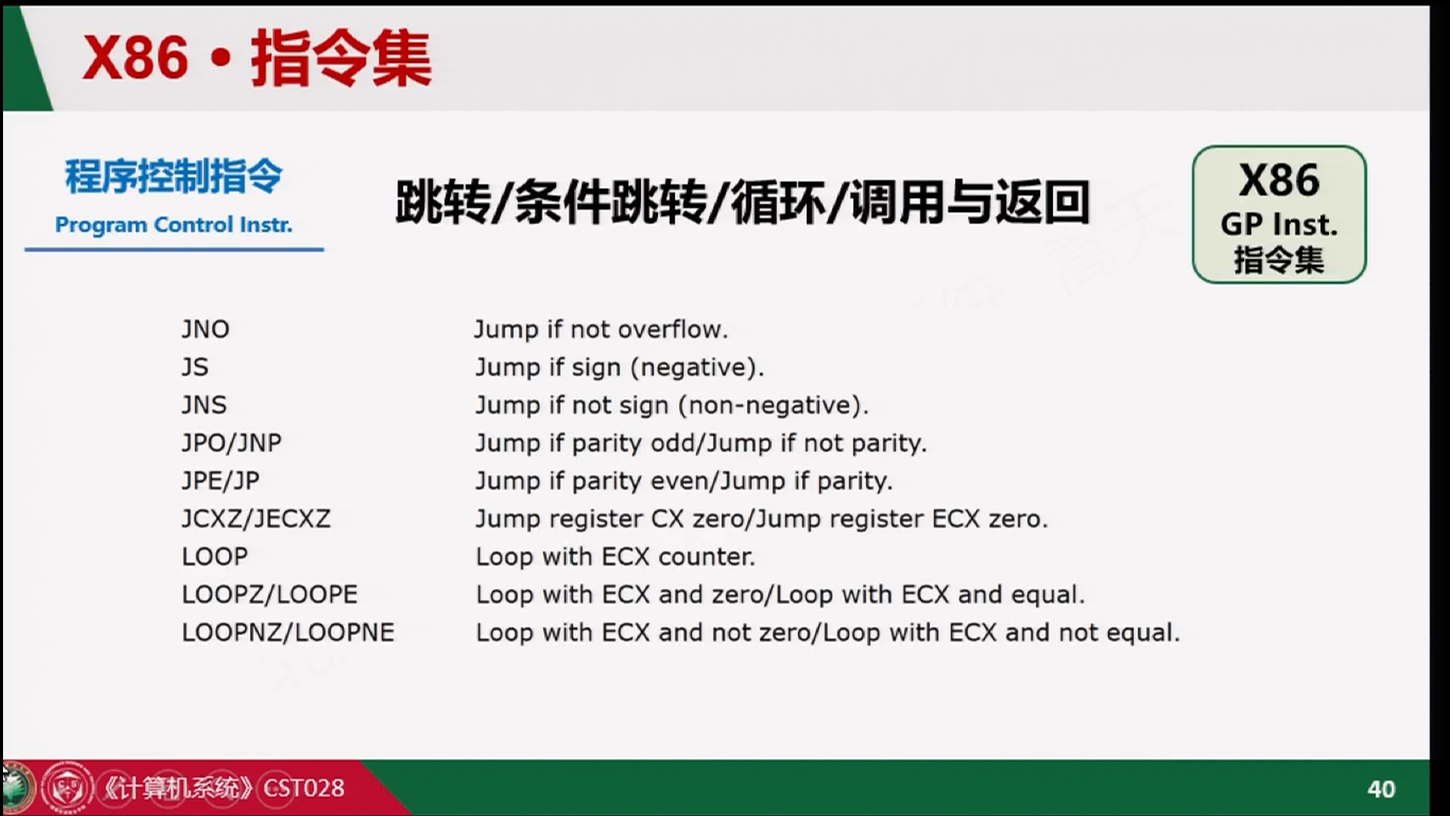 X86 • 指令集
程序控制指令
Program Control Instr.
跳转/条件跳转/循环/调用与返回
X86
GP Inst.
指令集
JNO Jump if not overflow.
JS Jump if sign (negative).
JNS Jump if not sign (non-negative).
JPO/JNP Jump if parity odd/Jump if not parity.
JPE/JP Jump if parity even/Jump if parity.
JCXZ/JECXZ Jump register CX zero/Jump register ECX zero.
LOOP Loop with ECX counter.
LOOPZ/LOOPE Loop with ECX and zero/Loop with ECX and equal.
LOOPNZ/LOOPNE Loop with ECX and not zero/Loop with ECX and not equal.
《计算机系统》CST028
40